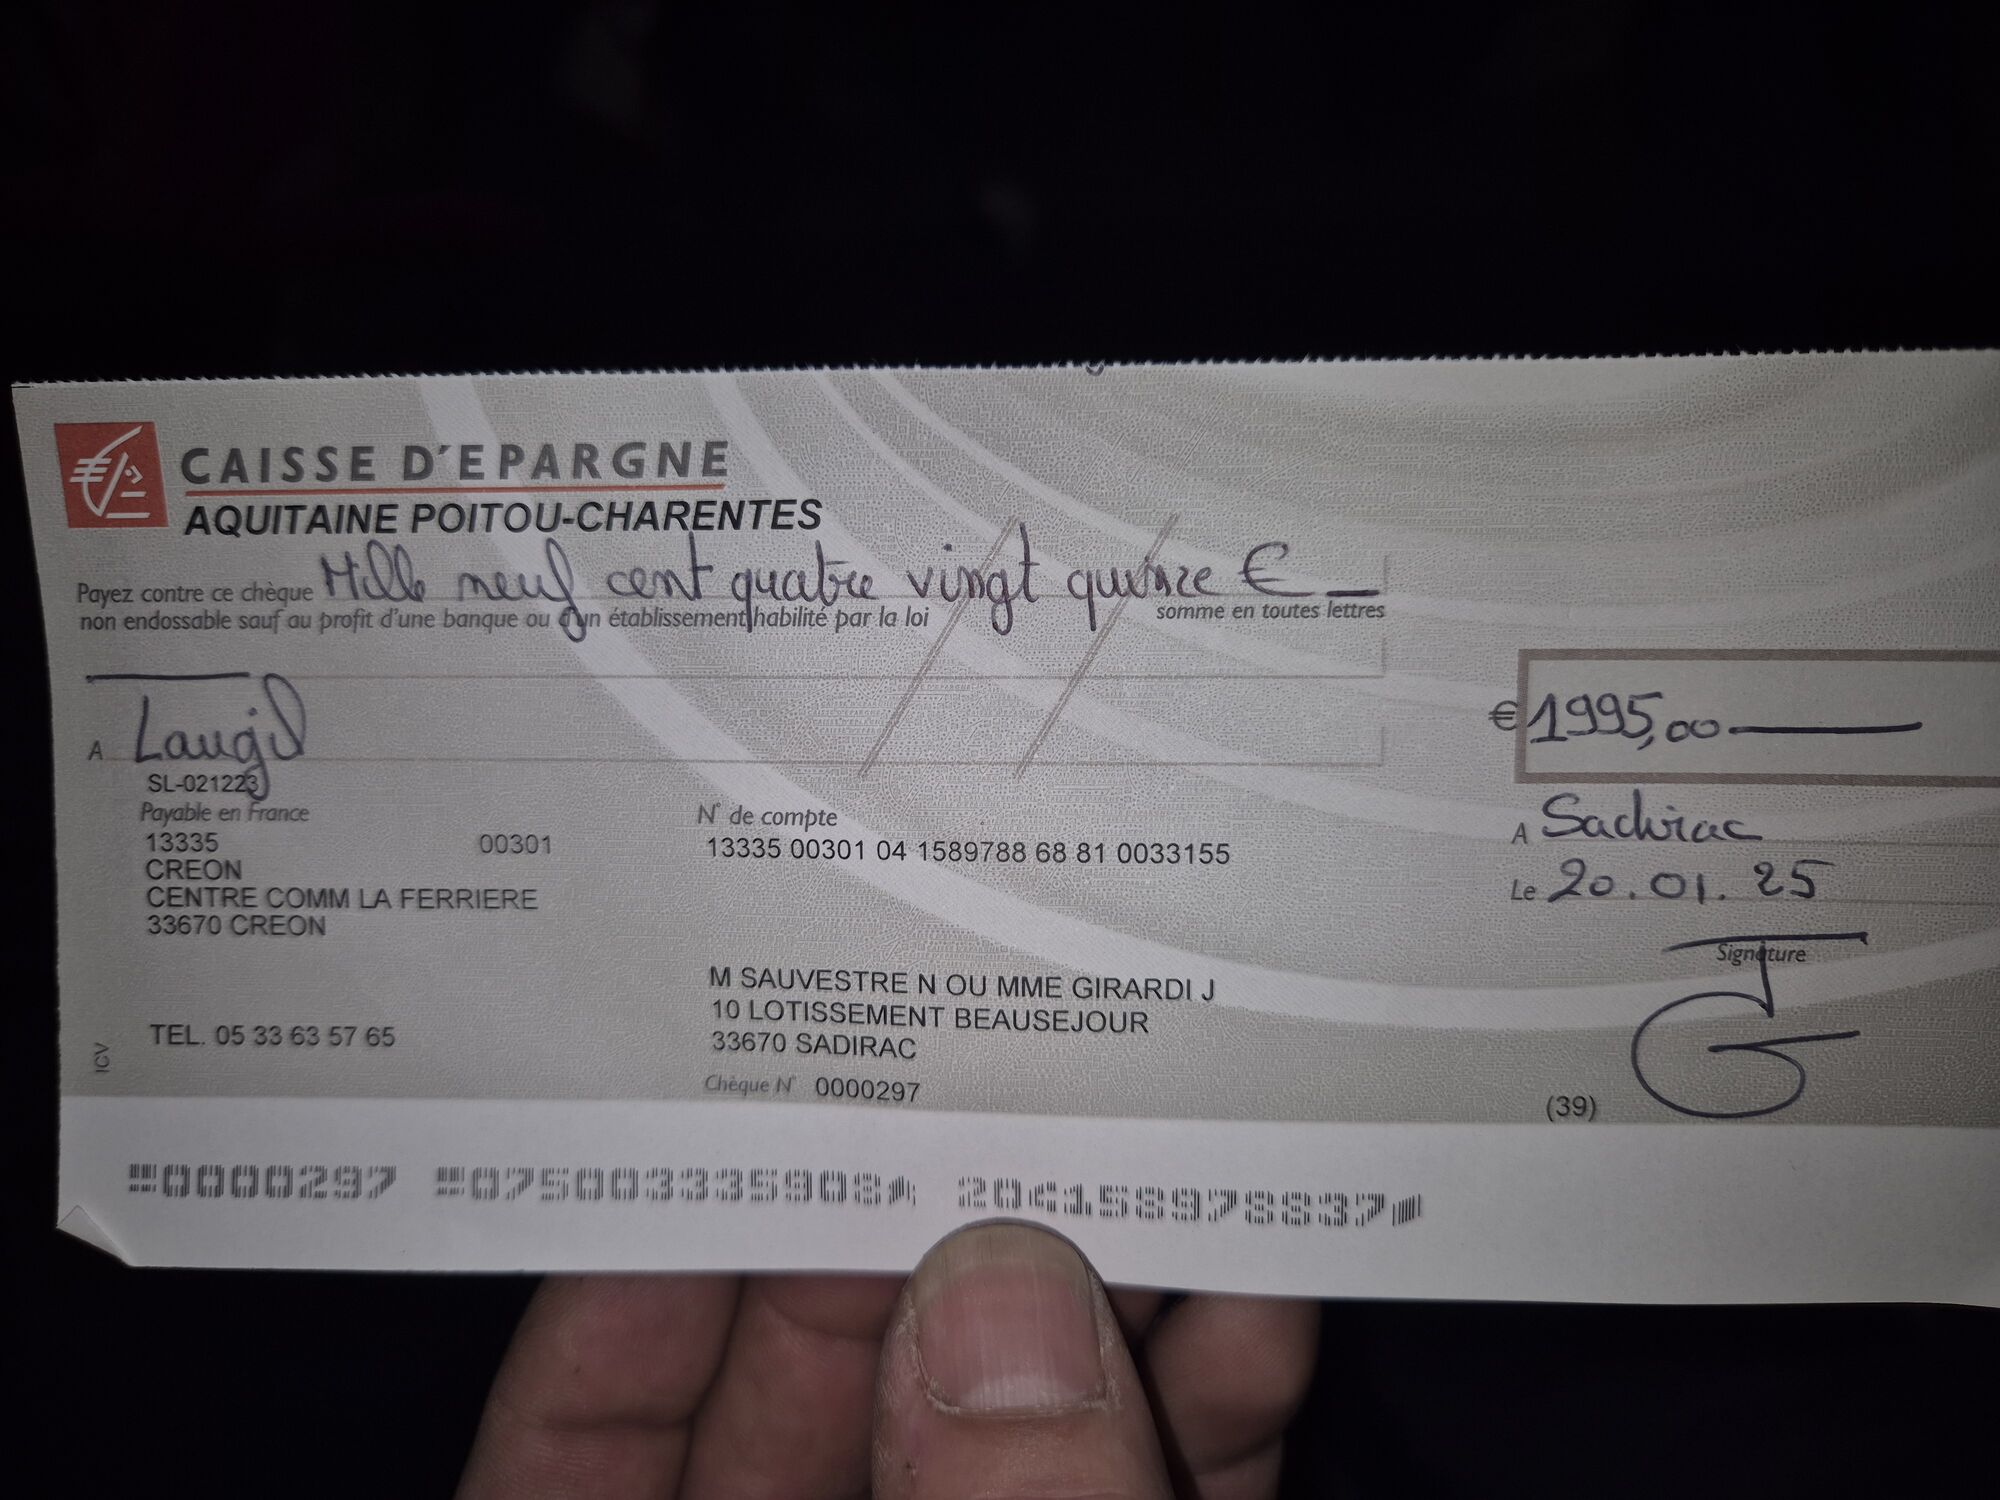 CAISSE D'EPARGNE
AQUITAINE POITOU-CHARENTES
Payez contre ce chèque Mille neuf cent quatre vingt quinze € _
non endossable sauf au profit d'une banque ou d'un établissement habilité par la loi somme en toutes lettres
€ 1995,00
A
SL-021223
Payable en France
13335 00301
CREON
CENTRE COMM LA FERRIERE
33670 CREON
TEL. 05 33 63 57 65
ICV
N° de compte
13335 00301 04 1589788 68 81 0033155
M SAUVESTRE N OU MME GIRARDI J
10 LOTISSEMENT BEAUSEJOUR
33670 SADIRAC
Chèque N° 0000297
A Sadirac
Le 20.01.25
Signature
(39)
0000297 075003335908 204158978837